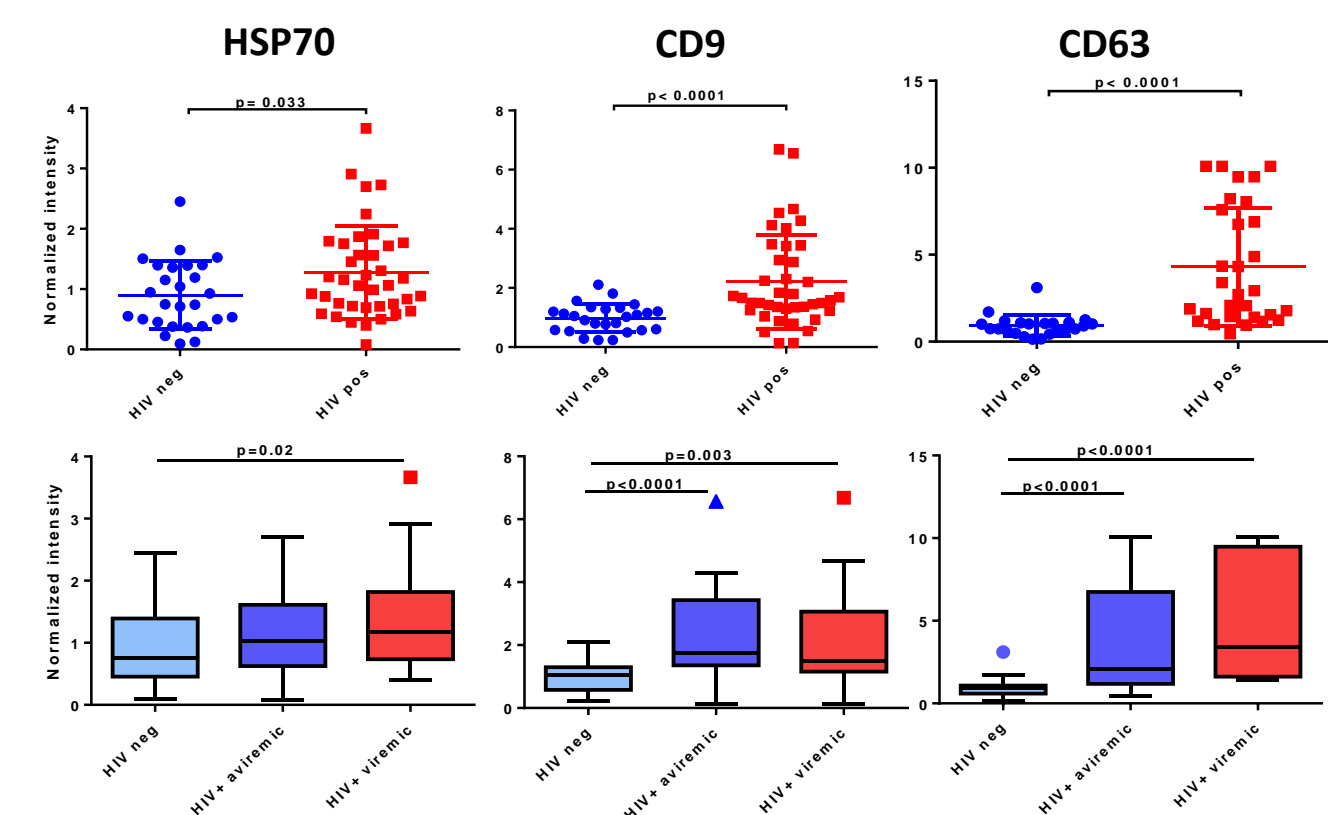 HSP70
CD9
CD63
Normalized intensity
4
3
2
1
0
p= 0.033
HIV neg
HIV pos
8
6
4
2
0
p< 0.0001
HIV neg
HIV pos
15
10
5
0
p< 0.0001
HIV neg
HIV pos
Normalized intensity
4
3
2
1
0
p=0.02
HIV neg
HIV+ aviremic
HIV+ viremic
8
6
4
2
0
p=0.003
p<0.0001
HIV neg
HIV+ aviremic
HIV+ viremic
15
10
5
0
p<0.0001
p<0.0001
HIV neg
HIV+ aviremic
HIV+ viremic